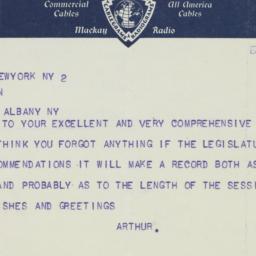 Commercial Cables
All America Cables
Mackay Radio
EWYORK NY 2
N
ALBANY NY
TO YOUR EXCELLENT AND VERY COMPREHENSIVE
THINK YOU FORGOT ANYTHING IF THE LEGISLATU
OMMENDATIONS IT WILL MAKE A RECORD BOTH AS
AND PROBABLY AS TO THE LENGTH OF THE SESSI
ISHES AND GREETINGS
ARTHUR.